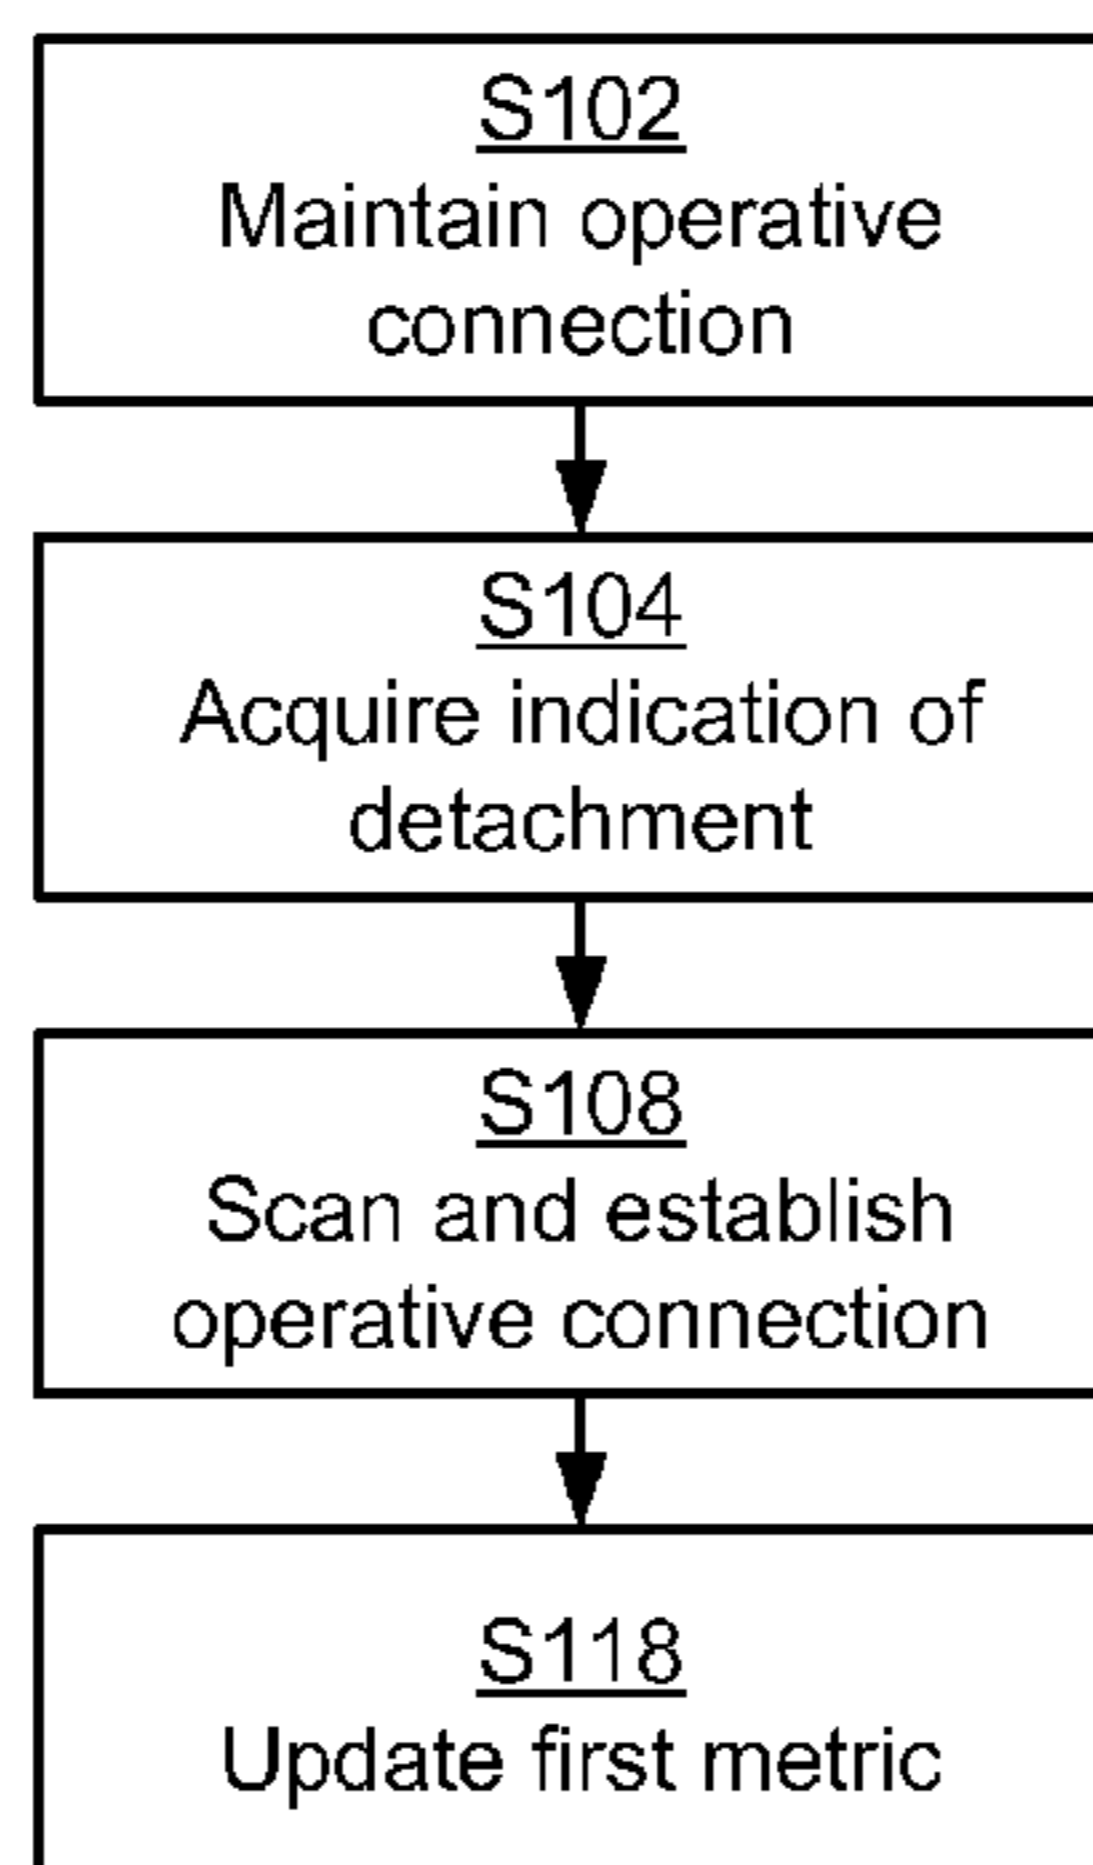 S102
Maintain operative
connection
S104
Acquire indication of
detachment
S108
Scan and establish
operative connection
S118
Update first metric